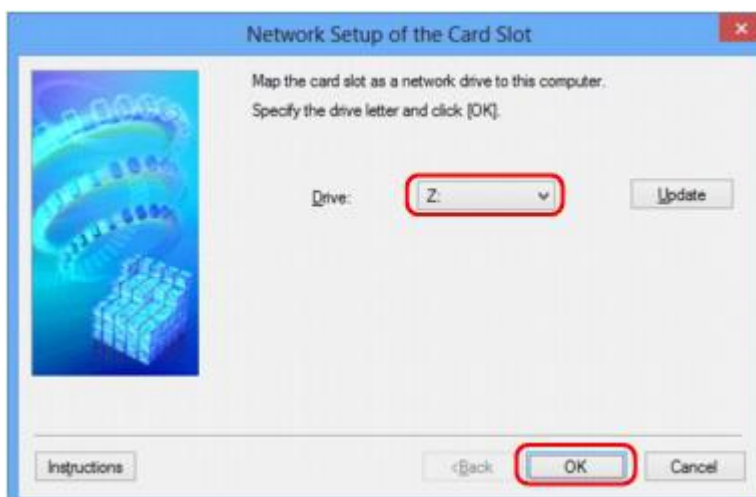 Network Setup of the Card Slot
Map the card slot as a network drive to this computer.
Specify the drive letter and click [OK].
Drive: Z: Update
Instructions <Back OK Cancel